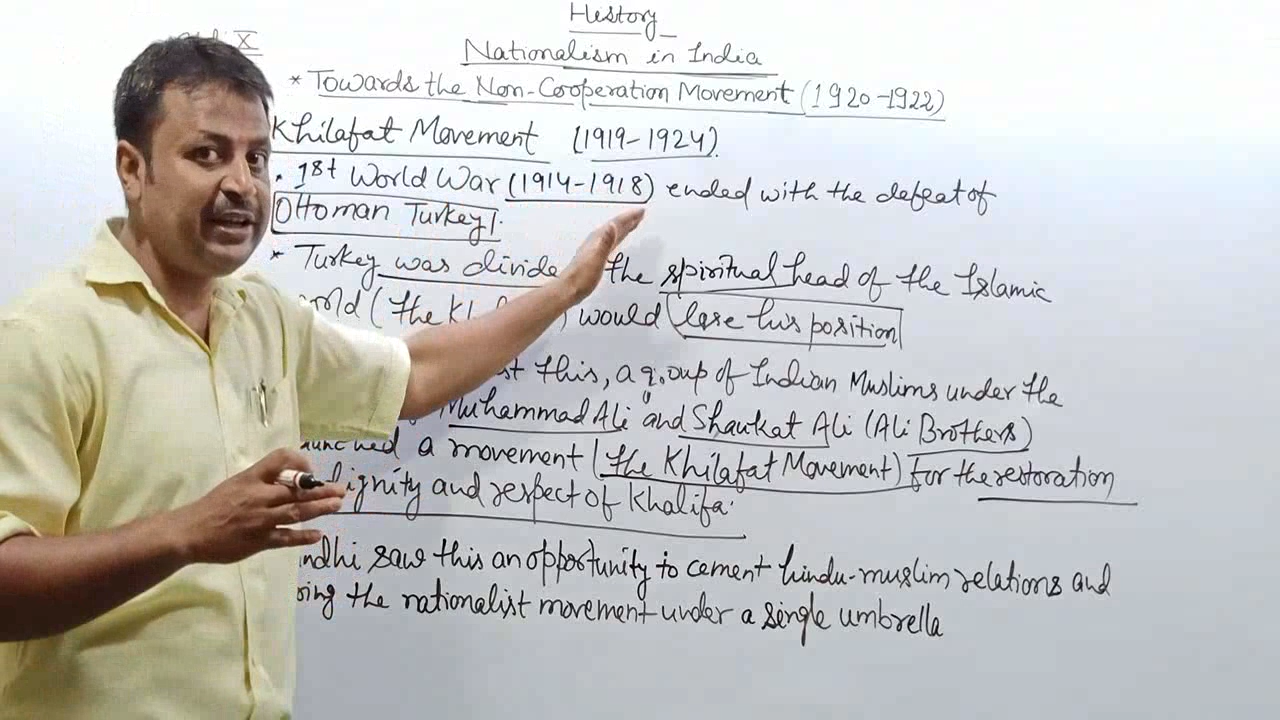 History
X
Nationalism in India
* Towards the Non-Cooperation Movement (1920-1922)
Khilafat Movement (1919-1924)
• 1st World War (1914-1918) ended with the defeat of
Ottoman Turkey
* Turkey was divide the spiritual head of the Islamic
(the Kh ) would lose his position
this, a group of Indian Muslims under the
Muhammad Ali and Shaukat Ali (Ali Brothers)
a movement (the Khilafat Movement) for the restoration
dignity and respect of Khalifa.
ndhi saw this an opportunity to cement hindu-muslim relations and
ring the nationalist movement under a single umbrella